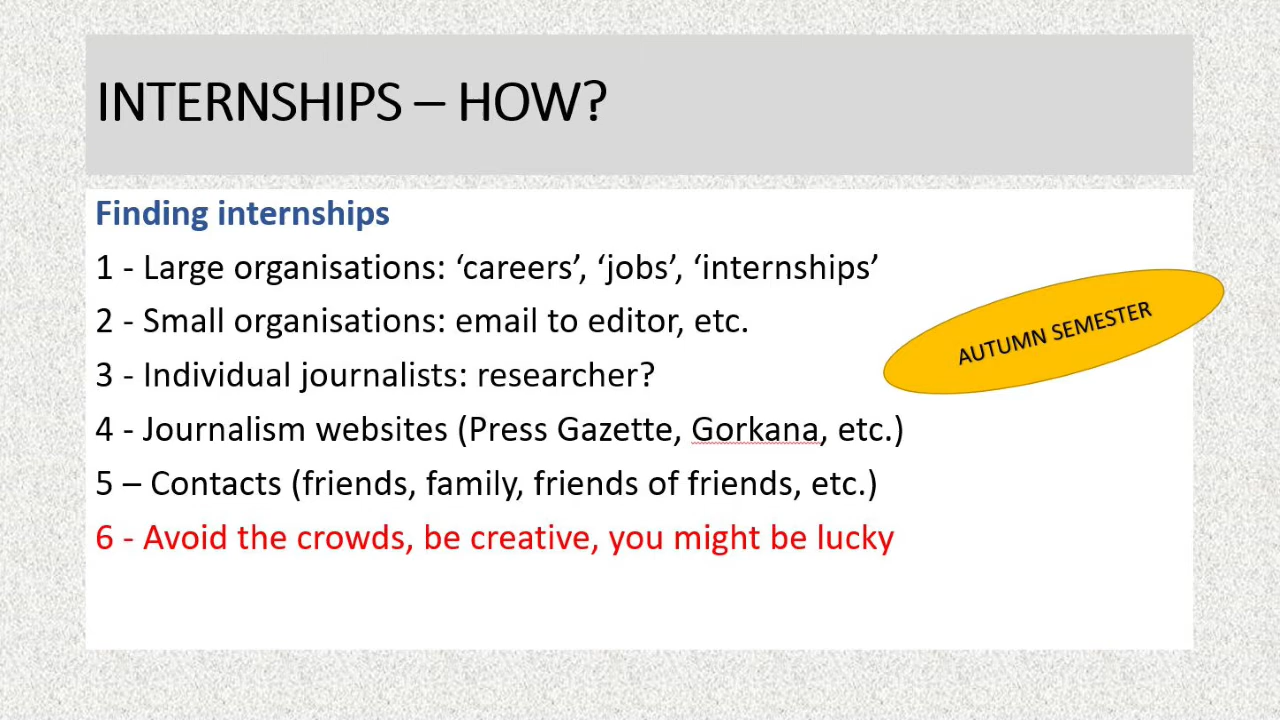 INTERNSHIPS – HOW?
Finding internships
1 - Large organisations: ‘careers’, ‘jobs’, ‘internships’
2 - Small organisations: email to editor, etc.
3 - Individual journalists: researcher?
4 - Journalism websites (Press Gazette, Gorkana, etc.)
5 – Contacts (friends, family, friends of friends, etc.)
6 - Avoid the crowds, be creative, you might be lucky
AUTUMN SEMESTER